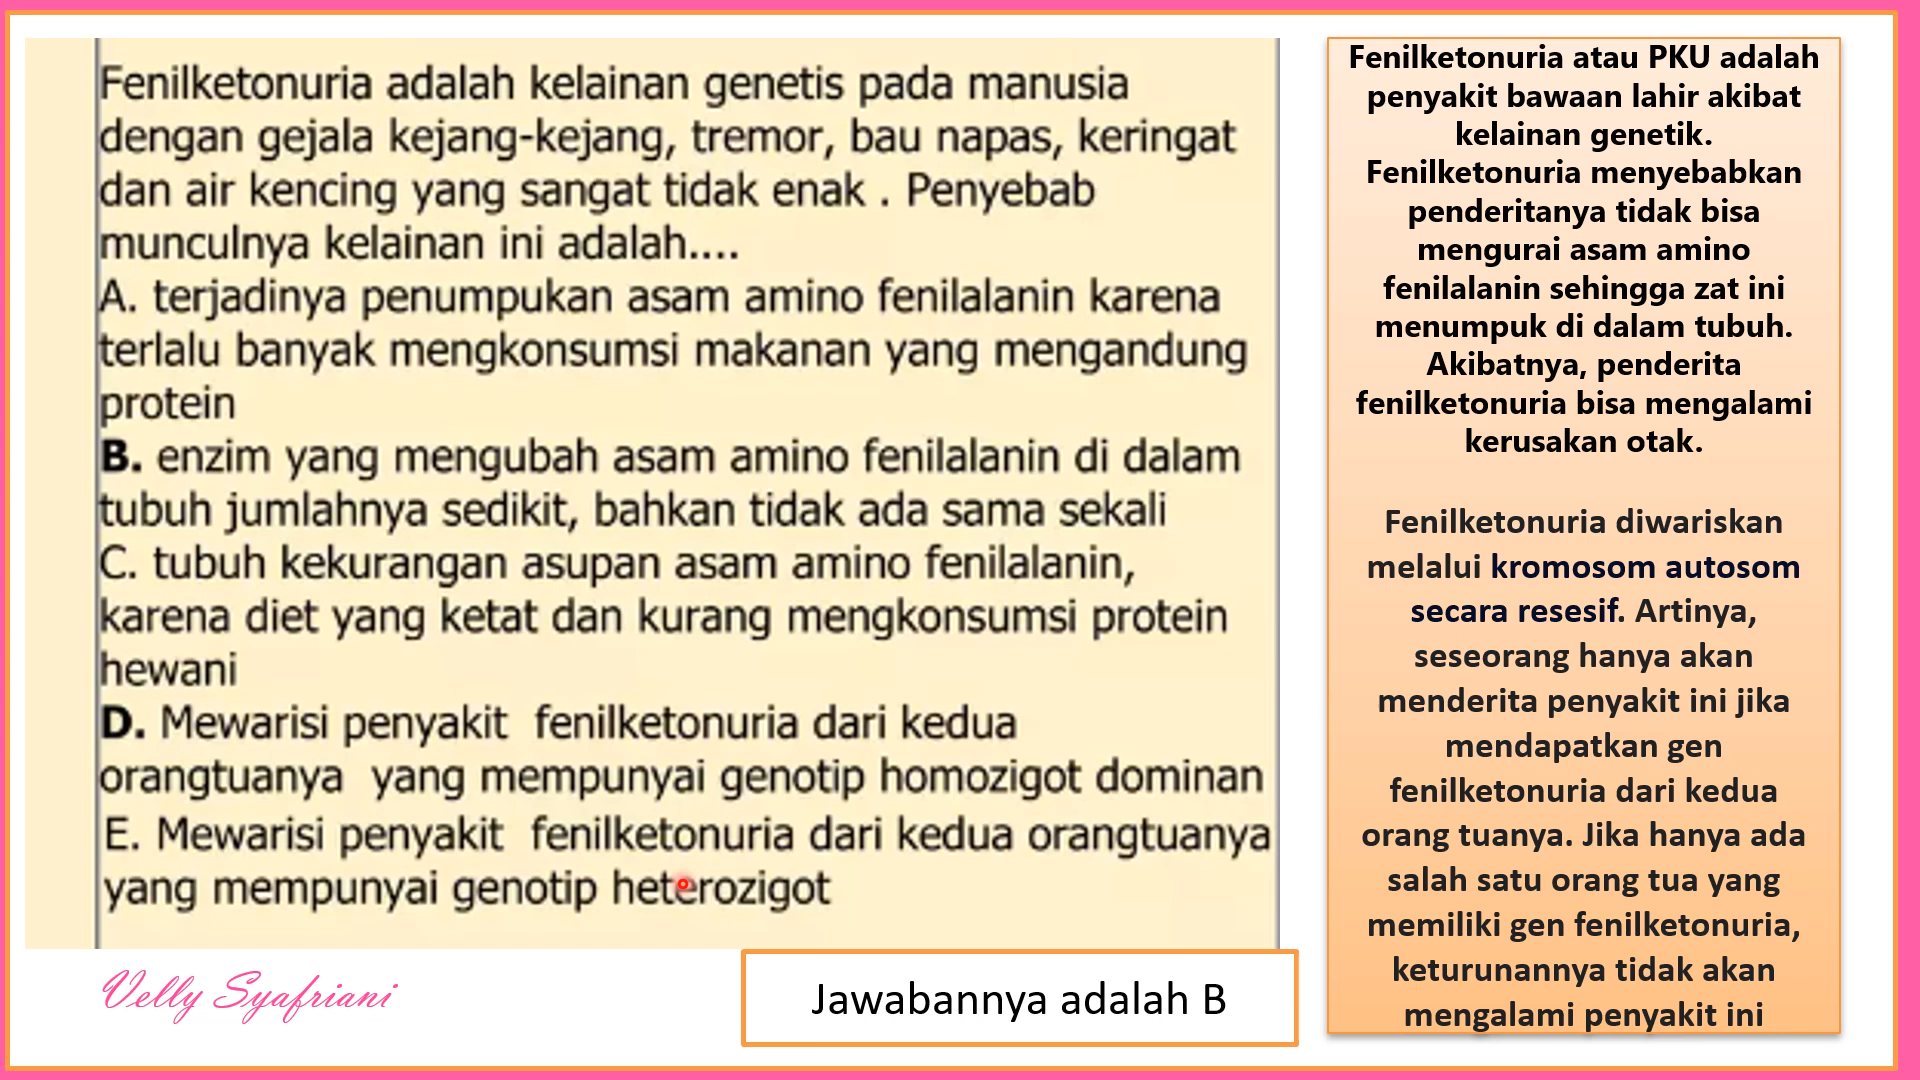 Fenilketonuria adalah kelainan genetis pada manusia
dengan gejala kejang-kejang, tremor, bau napas, keringat
dan air kencing yang sangat tidak enak . Penyebab
munculnya kelainan ini adalah....
A. terjadinya penumpukan asam amino fenilalanin karena
terlalu banyak mengkonsumsi makanan yang mengandung
protein
B. enzim yang mengubah asam amino fenilalanin di dalam
tubuh jumlahnya sedikit, bahkan tidak ada sama sekali
C. tubuh kekurangan asupan asam amino fenilalanin,
karena diet yang ketat dan kurang mengkonsumsi protein
hewani
D. Mewarisi penyakit  fenilketonuria dari kedua
orangtuanya  yang mempunyai genotip homozigot dominan
E. Mewarisi penyakit  fenilketonuria dari kedua orangtuanya
yang mempunyai genotip heterozigot
Velly Syafriani
Jawabannya adalah B
Fenilketonuria atau PKU adalah
penyakit bawaan lahir akibat
kelainan genetik.
Fenilketonuria menyebabkan
penderitanya tidak bisa
mengurai asam amino
fenilalanin sehingga zat ini
menumpuk di dalam tubuh.
Akibatnya, penderita
fenilketonuria bisa mengalami
kerusakan otak.
Fenilketonuria diwariskan
melalui kromosom autosom
secara resesif. Artinya,
seseorang hanya akan
menderita penyakit ini jika
mendapatkan gen
fenilketonuria dari kedua
orang tuanya. Jika hanya ada
salah satu orang tua yang
memiliki gen fenilketonuria,
keturunannya tidak akan
mengalami penyakit ini